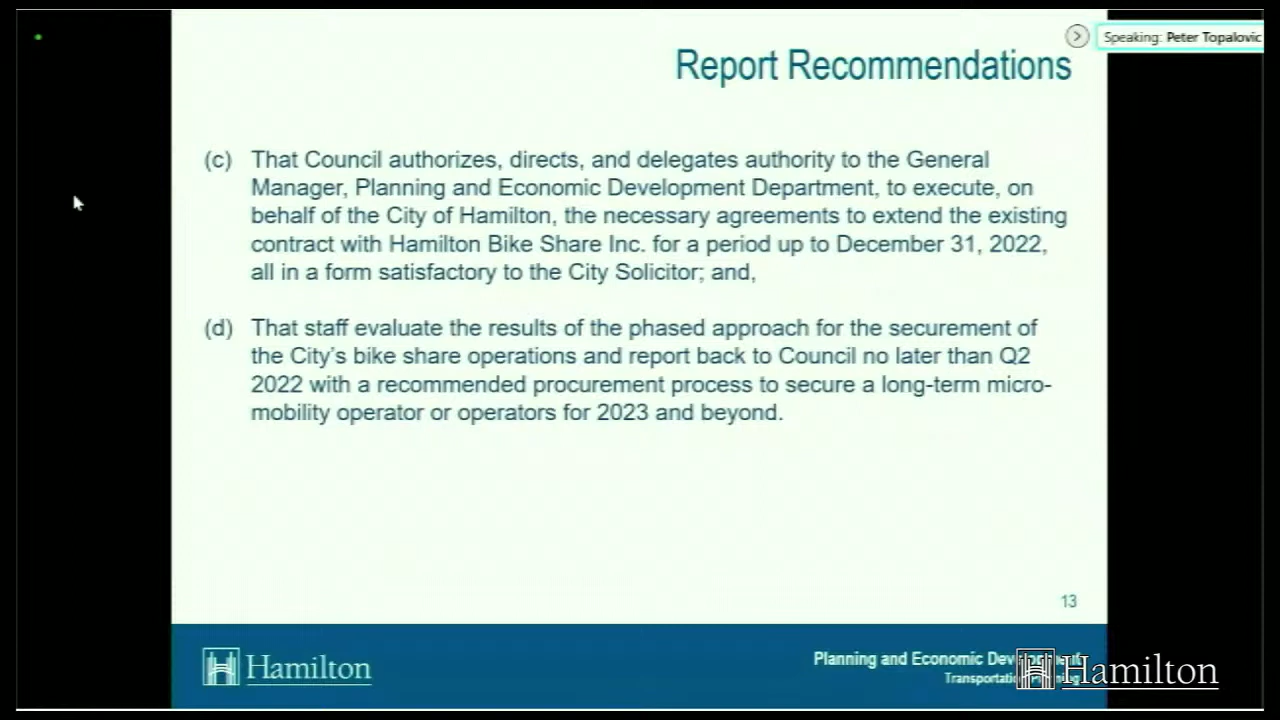 Speaking: Peter Topalovic
Report Recommendations
(c) That Council authorizes, directs, and delegates authority to the General
Manager, Planning and Economic Development Department, to execute, on
behalf of the City of Hamilton, the necessary agreements to extend the existing
contract with Hamilton Bike Share Inc. for a period up to December 31, 2022,
all in a form satisfactory to the City Solicitor; and,
(d) That staff evaluate the results of the phased approach for the securement of
the City's bike share operations and report back to Council no later than Q2
2022 with a recommended procurement process to secure a long-term micro-
mobility operator or operators for 2023 and beyond.
13
Hamilton
Planning and Economic
Hamilton